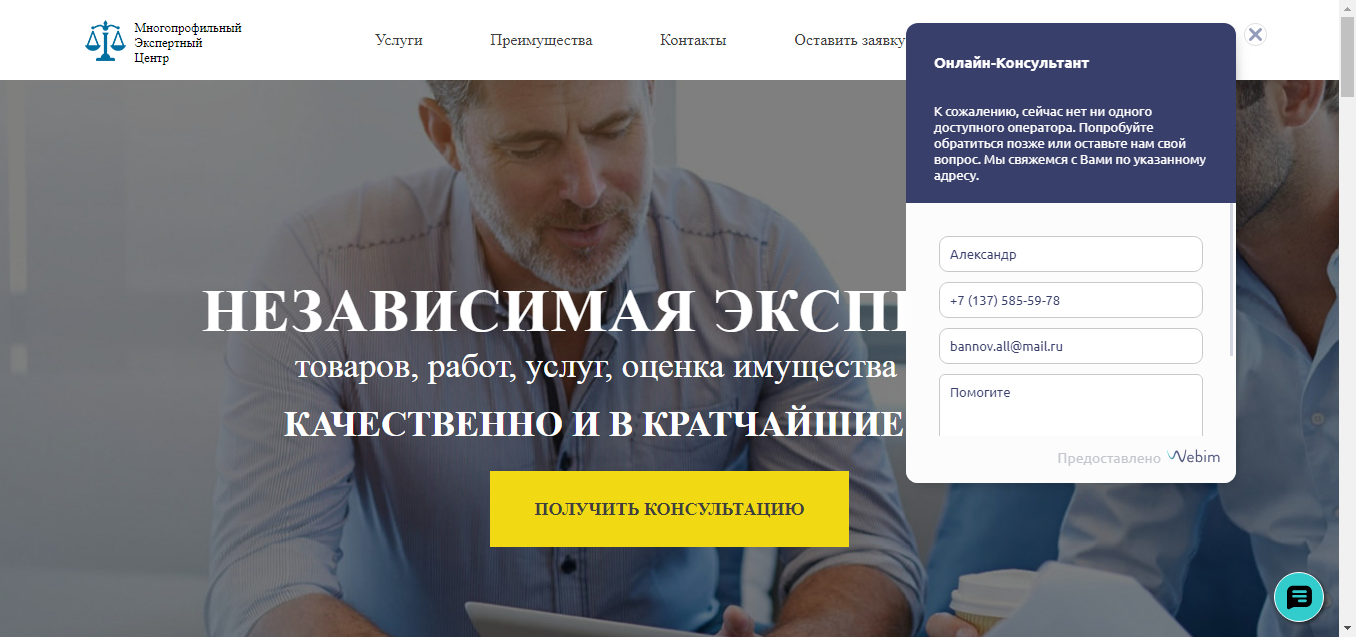 Многопрофильный
Экспертный
Центр
Услуги
Преимущества
Контакты
Оставить заявку
НЕЗАВИСИМАЯ ЭКСП
товаров, работ, услуг, оценка имущества
КАЧЕСТВЕННО И В КРАТЧАЙШИЕ
ПОЛУЧИТЬ КОНСУЛЬТАЦИЮ
Онлайн-Консультант
К сожалению, сейчас нет ни одного
доступного оператора. Попробуйте
обратиться позже или оставьте нам свой
вопрос. Мы свяжемся с Вами по указанному
адресу.
Александр
+7 (137) 585-59-78
bannov.all@mail.ru
Помогите
Предоставлено Webim